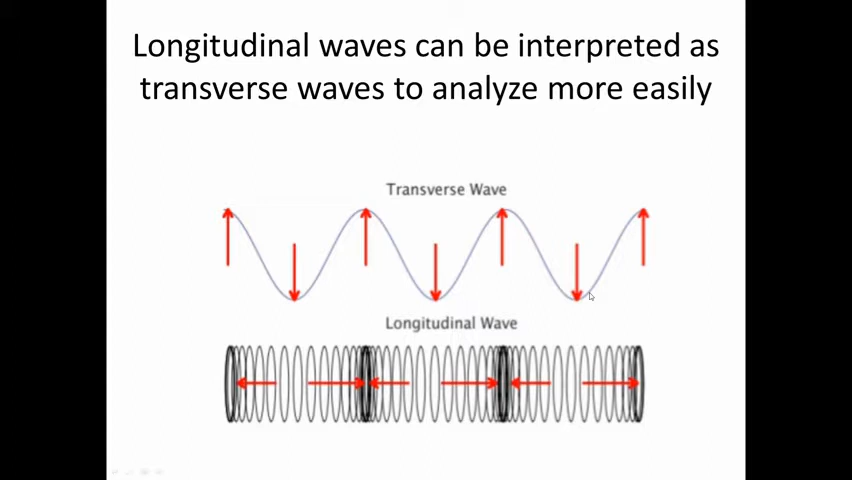 Longitudinal waves can be interpreted as
transverse waves to analyze more easily
Transverse Wave
Longitudinal Wave